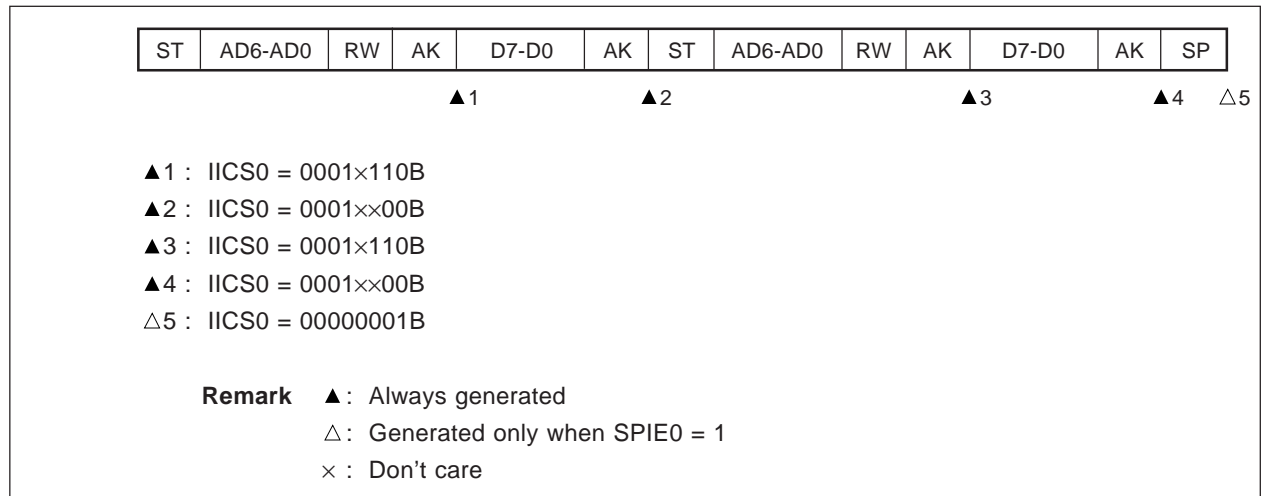 ST AD6-AD0 RW AK D7-D0 AK ST AD6-AD0 RW AK D7-D0 AK SP
▲1 ▲2 ▲3 ▲4 △5
▲1 : IICS0 = 0001×110B
▲2 : IICS0 = 0001××00B
▲3 : IICS0 = 0001×110B
▲4 : IICS0 = 0001××00B
△5 : IICS0 = 00000001B
Remark ▲: Always generated
△: Generated only when SPIE0 = 1
× : Don't care